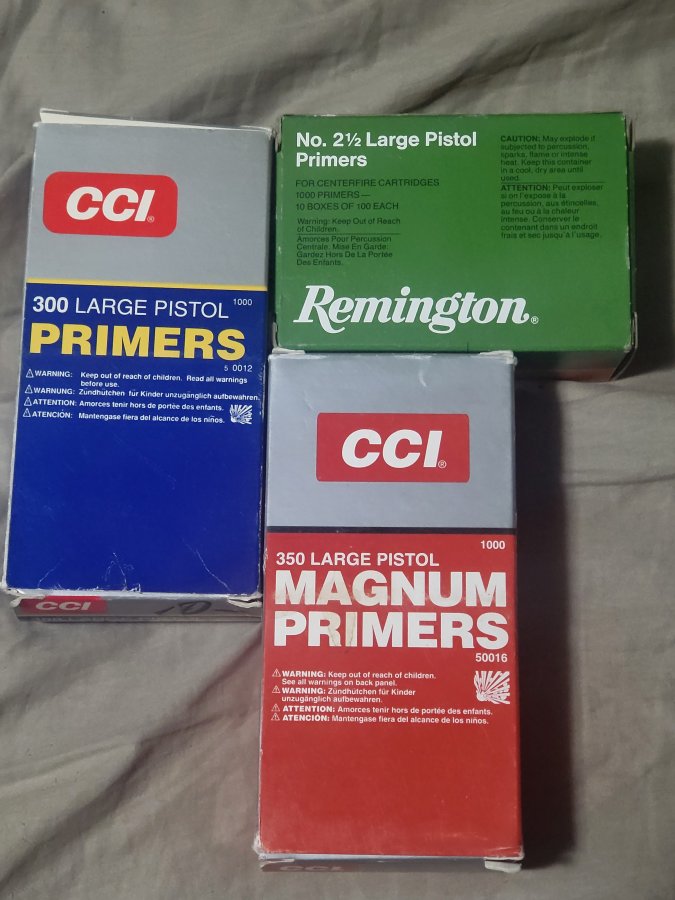 CCI®
300 LARGE PISTOL 1000
PRIMERS
5 0012
WARNING: Keep out of reach of children. Read all warnings
before use.
WARNUNG: Zündhütchen für Kinder unzugänglich aufbewahren.
ATTENTION: Amorces tenir hors de portée des enfants.
ATENCIÓN: Mantengase fiera del alcance de los niños.
CCI
No. 2½ Large Pistol
Primers
FOR CENTERFIRE CARTRIDGES
1000 PRIMERS—
10 BOXES OF 100 EACH
Warning: Keep Out of Reach
of Children.
Amorces Pour Percussion
Centrale. Mise En Garde:
Gardez Hors De La Portée
Des Enfants.
CAUTION: May explode if
subjected to percussion,
sparks, flame or intense
heat. Keep this container
in a cool, dry area until
used.
ATTENTION: Peut exploser
si on l'expose à la
percussion, aux étincelles,
au feu ou à la chaleur
intense. Conserver le
contenant dans un endroit
frais et sec jusqu'à l'usage.
Remington®
CCI®
1000
350 LARGE PISTOL
MAGNUM
PRIMERS
50016
WARNING: Keep out of reach of children.
See all warnings on back panel.
WARNING: Zündhütchen für Kinder
unzugänglich aufbewahren.
ATTENTION: Amorces tenir hors de portée des enfants.
ATENCIÓN: Mantengase fiera del alcance de los niños.
CCI